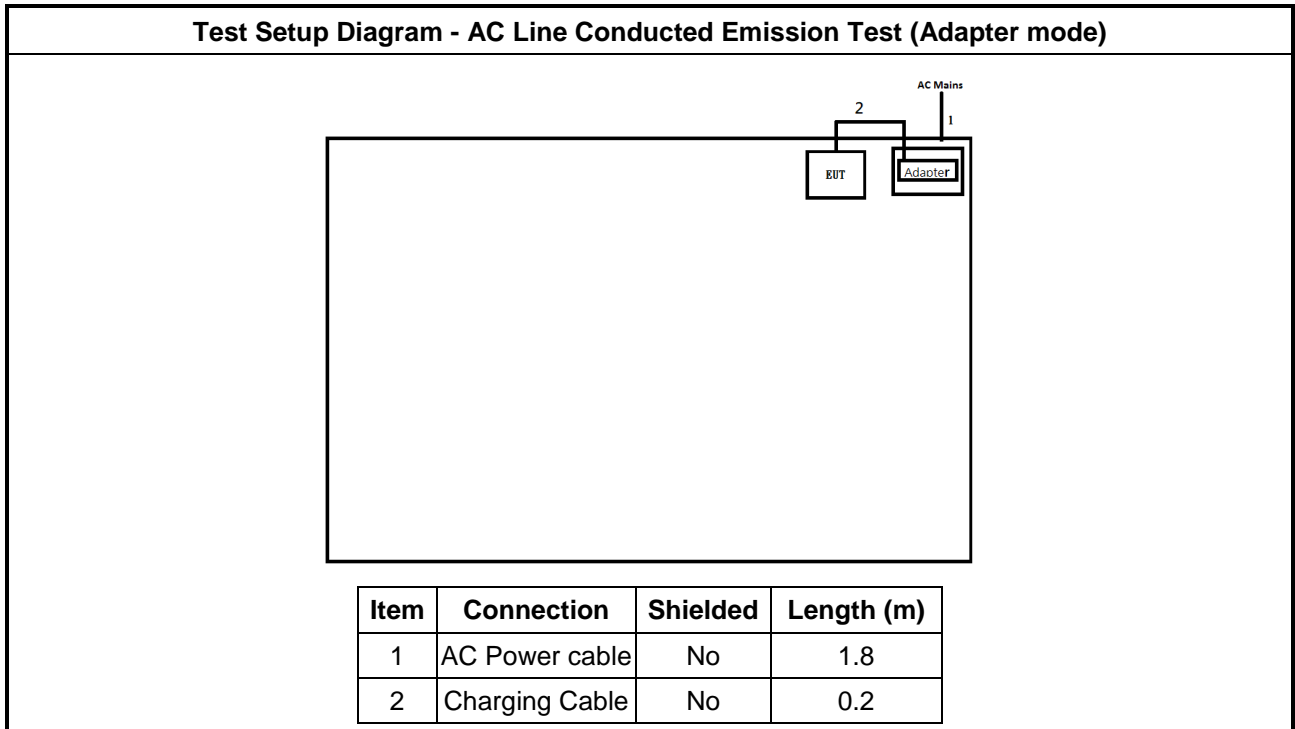 Test Setup Diagram - AC Line Conducted Emission Test (Adapter mode)
AC Mains
2
1
EUT
Adapter
Item Connection Shielded Length (m)
1 AC Power cable No 1.8
2 Charging Cable No 0.2